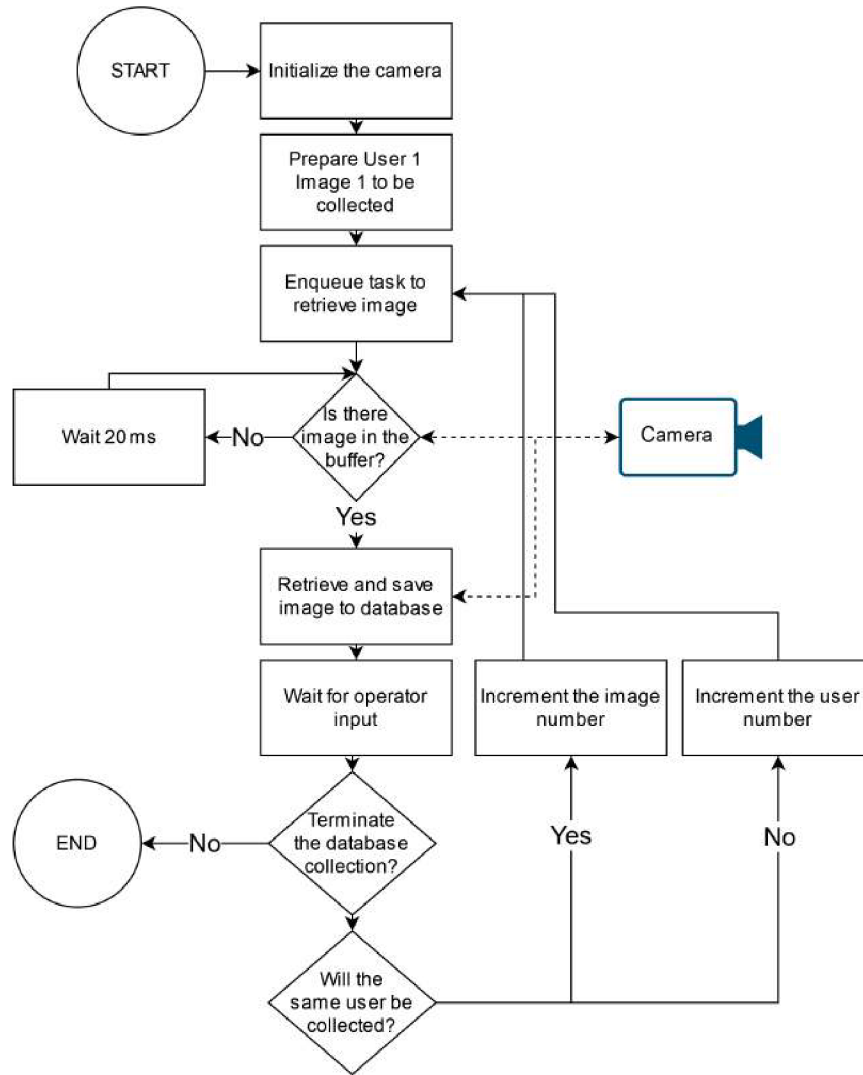 START
Initialize the camera
Prepare User 1
Image 1 to be
collected
Enqueue task to
retrieve image
Wait 20 ms
No
Is there
image in the
buffer?
Camera
Yes
Retrieve and save
image to database
Wait for operator
input
Increment the image
number
Increment the user
number
END
No
Terminate
the database
collection?
Yes
No
Will the
same user be
collected?